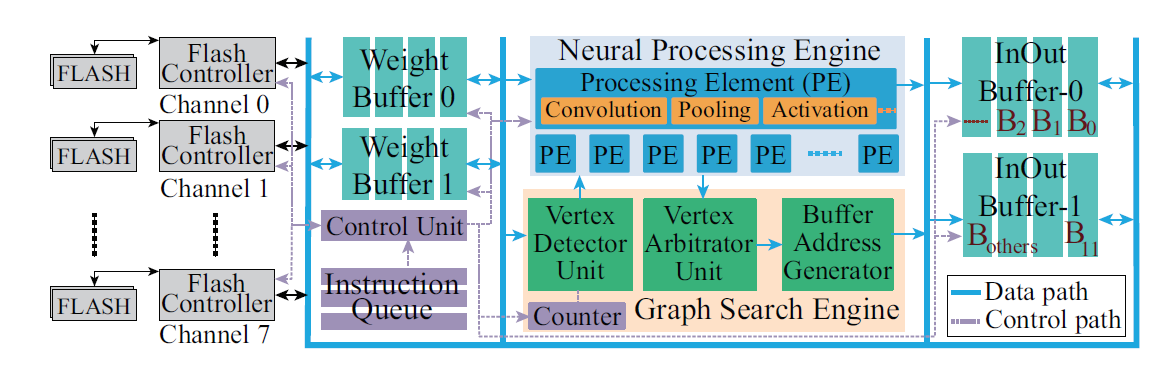 FLASH
Flash
Controller
Channel 0
FLASH
Flash
Controller
Channel 1
FLASH
Flash
Controller
Channel 7
Weight
Buffer 0
Weight
Buffer 1
Control Unit
Instruction
Queue
Neural Processing Engine
Processing Element (PE)
Convolution Pooling Activation
PE PE PE PE PE PE
Vertex
Detector
Unit
Vertex
Arbitrator
Unit
Buffer
Address
Generator
Counter
Graph Search Engine
InOut
Buffer-0
B2 B1 B0
InOut
Buffer-1
Bothers B11
Data path
Control path